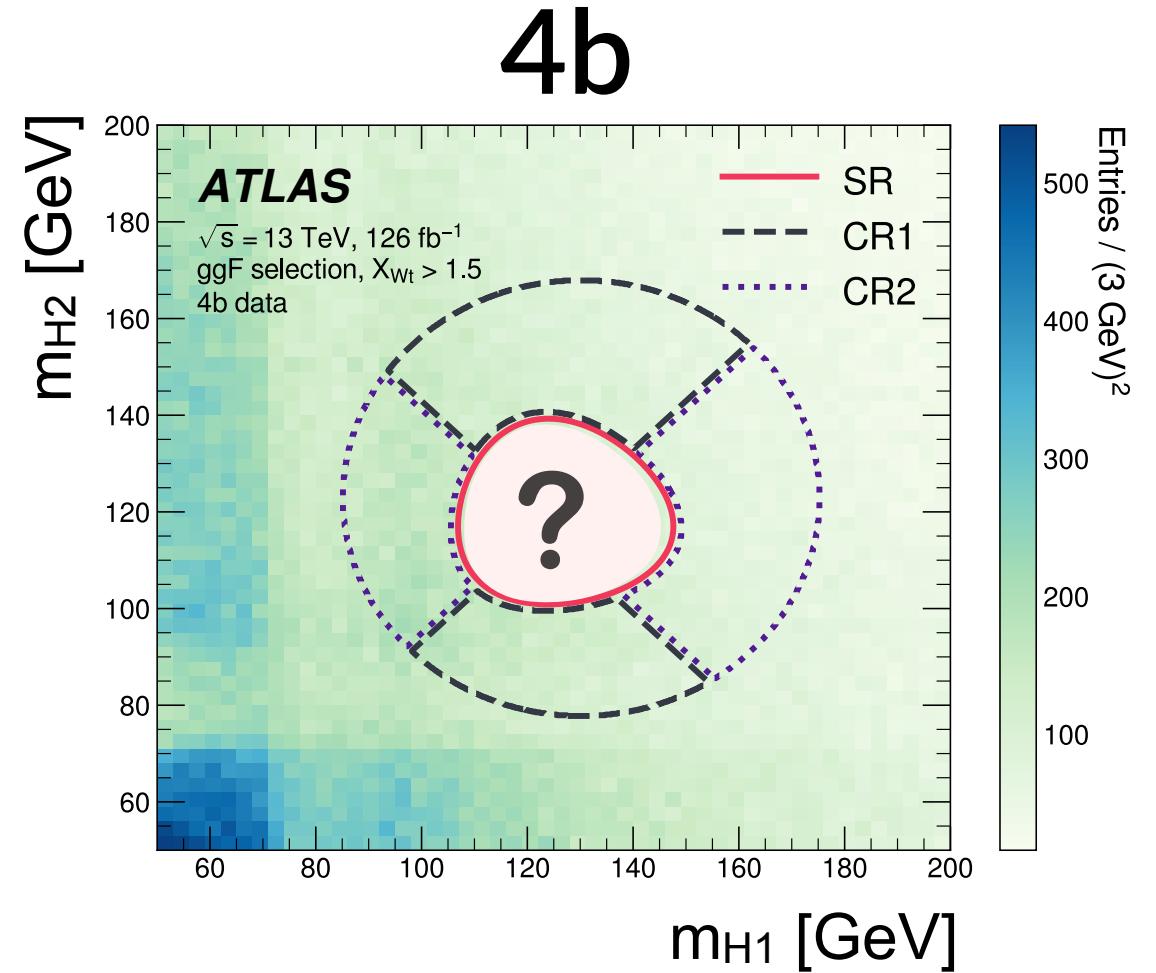 4b
m_H2 [GeV]
200
180
160
140
120
100
80
60
ATLAS
√s = 13 TeV, 126 fb⁻¹
ggF selection, X_Wt > 1.5
4b data
SR
CR1
CR2
?
60 80 100 120 140 160 180 200
m_H1 [GeV]
500
400
300
200
100
Entries / (3 GeV)²